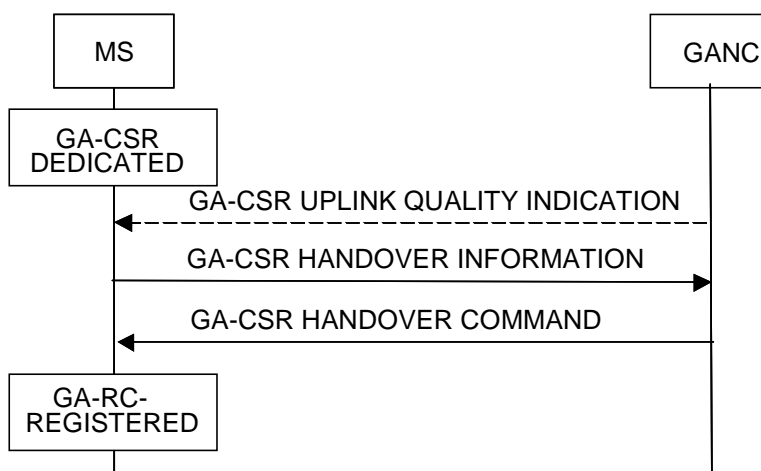 MS
GANC
GA-CSR
DEDICATED
GA-CSR UPLINK QUALITY INDICATION
GA-CSR HANDOVER INFORMATION
GA-CSR HANDOVER COMMAND
GA-RC-
REGISTERED